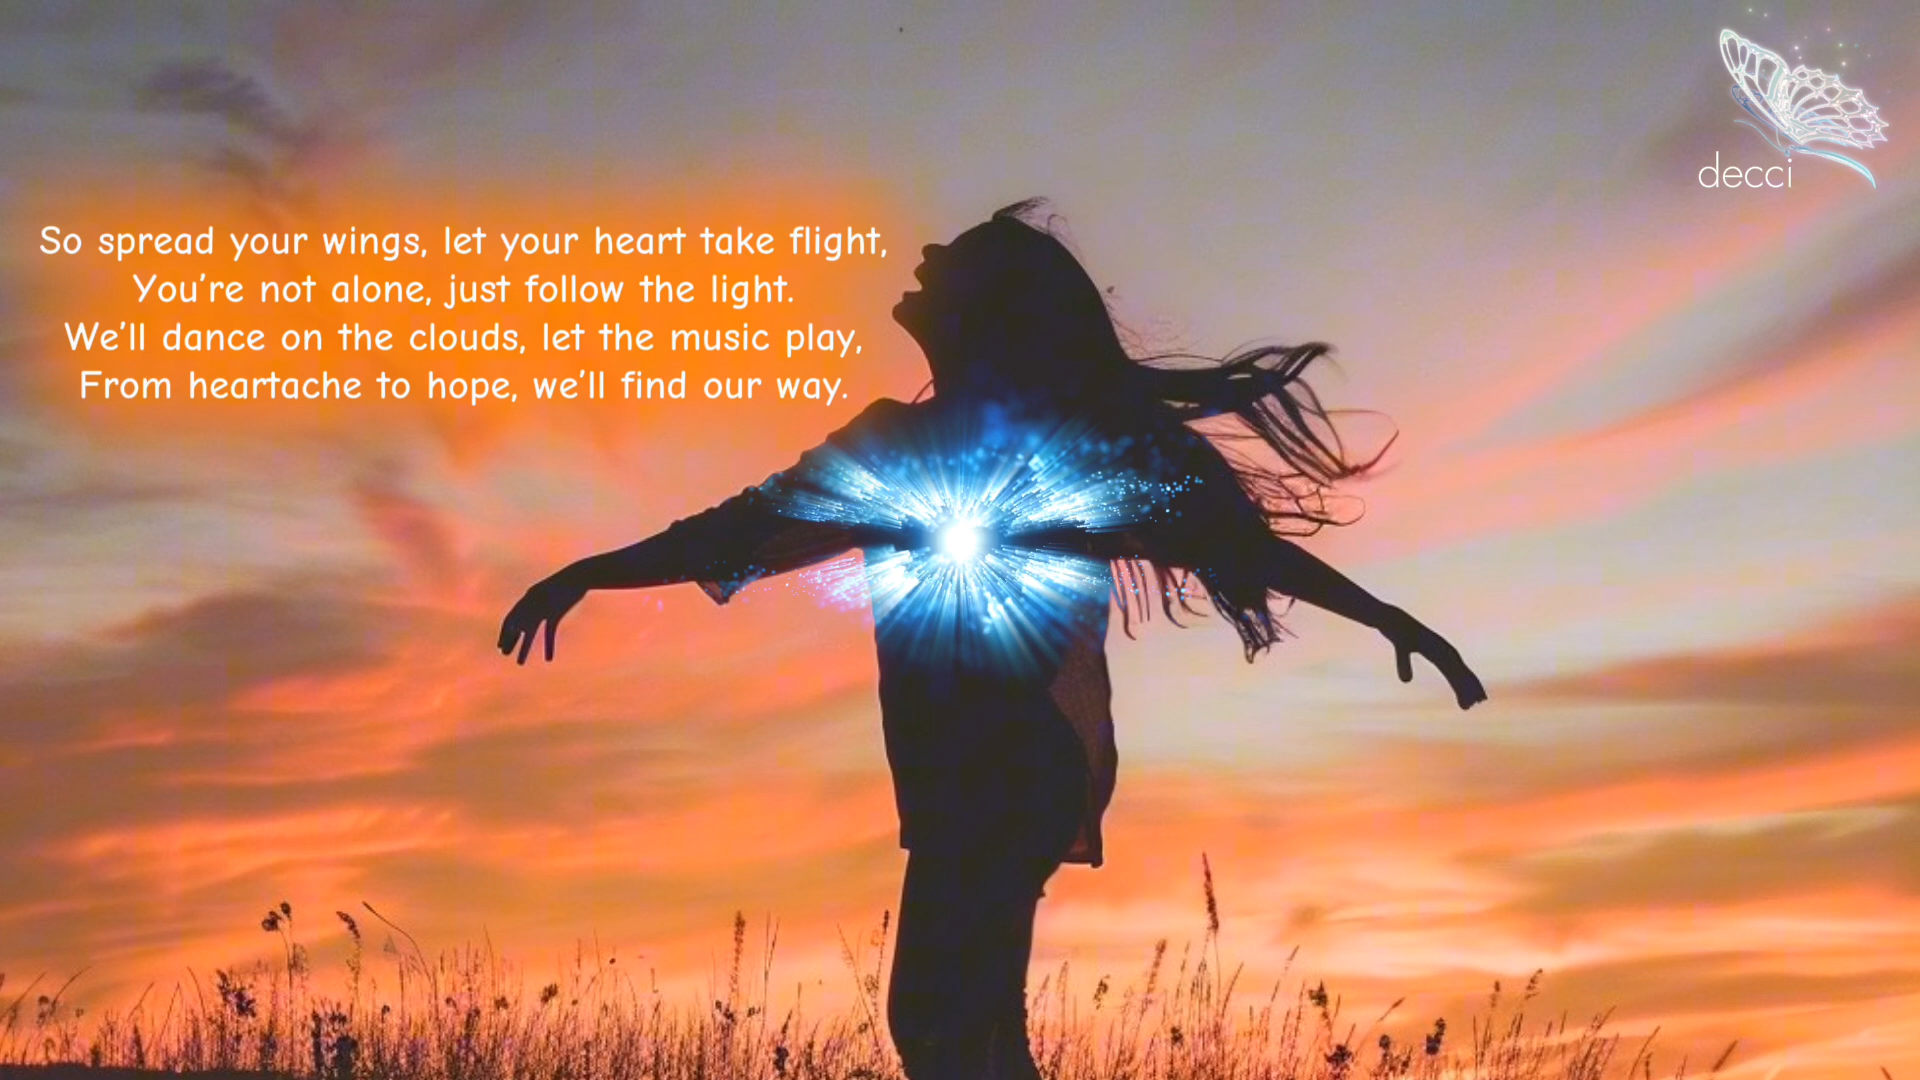 So spread your wings, let your heart take flight,
You're not alone, just follow the light.
We'll dance on the clouds, let the music play,
From heartache to hope, we'll find our way.
decci